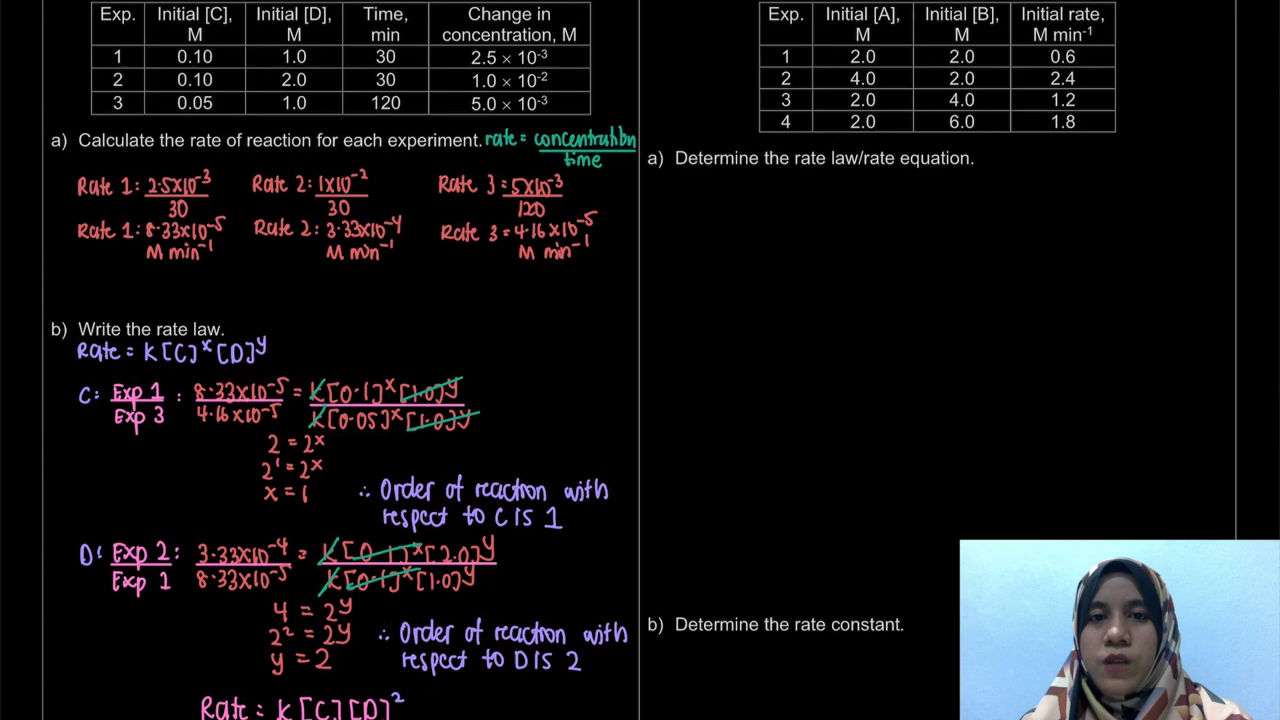 Exp. Initial [C], M Initial [D], M Time, min Change in concentration, M
1 0.10 1.0 30 2.5 × 10⁻³
2 0.10 2.0 30 1.0 × 10⁻²
3 0.05 1.0 120 5.0 × 10⁻³
a) Calculate the rate of reaction for each experiment. rate = concentration / time
Rate 1: 2.5x10⁻³ / 30
Rate 2: 1x10⁻² / 30
Rate 3 = 5x10⁻³ / 120
Rate 1: 8.33x10⁻⁵ M min⁻¹
Rate 2: 3.33x10⁻⁴ M min⁻¹
Rate 3 = 4.16x10⁻⁵ M min⁻¹
b) Write the rate law.
Rate = K[C]ˣ[D]ʸ
C: Exp 1 / Exp 3 : 8.33x10⁻⁵ / 4.16x10⁻⁵ = K[0.1]ˣ[1.0]ʸ / K[0.05]ˣ[1.0]ʸ
2 = 2ˣ
2¹ = 2ˣ
x = 1
∴ Order of reaction with
respect to C is 1
D: Exp 2 / Exp 1 : 3.33x10⁻⁴ / 8.33x10⁻⁵ = K[0.1]ˣ[2.0]ʸ / K[0.1]ˣ[1.0]ʸ
4 = 2ʸ
2² = 2ʸ
y = 2
∴ Order of reaction with
respect to D is 2
Rate = K[C][D]²
Exp. Initial [A], M Initial [B], M Initial rate, M min⁻¹
1 2.0 2.0 0.6
2 4.0 2.0 2.4
3 2.0 4.0 1.2
4 2.0 6.0 1.8
a) Determine the rate law/rate equation.
b) Determine the rate constant.